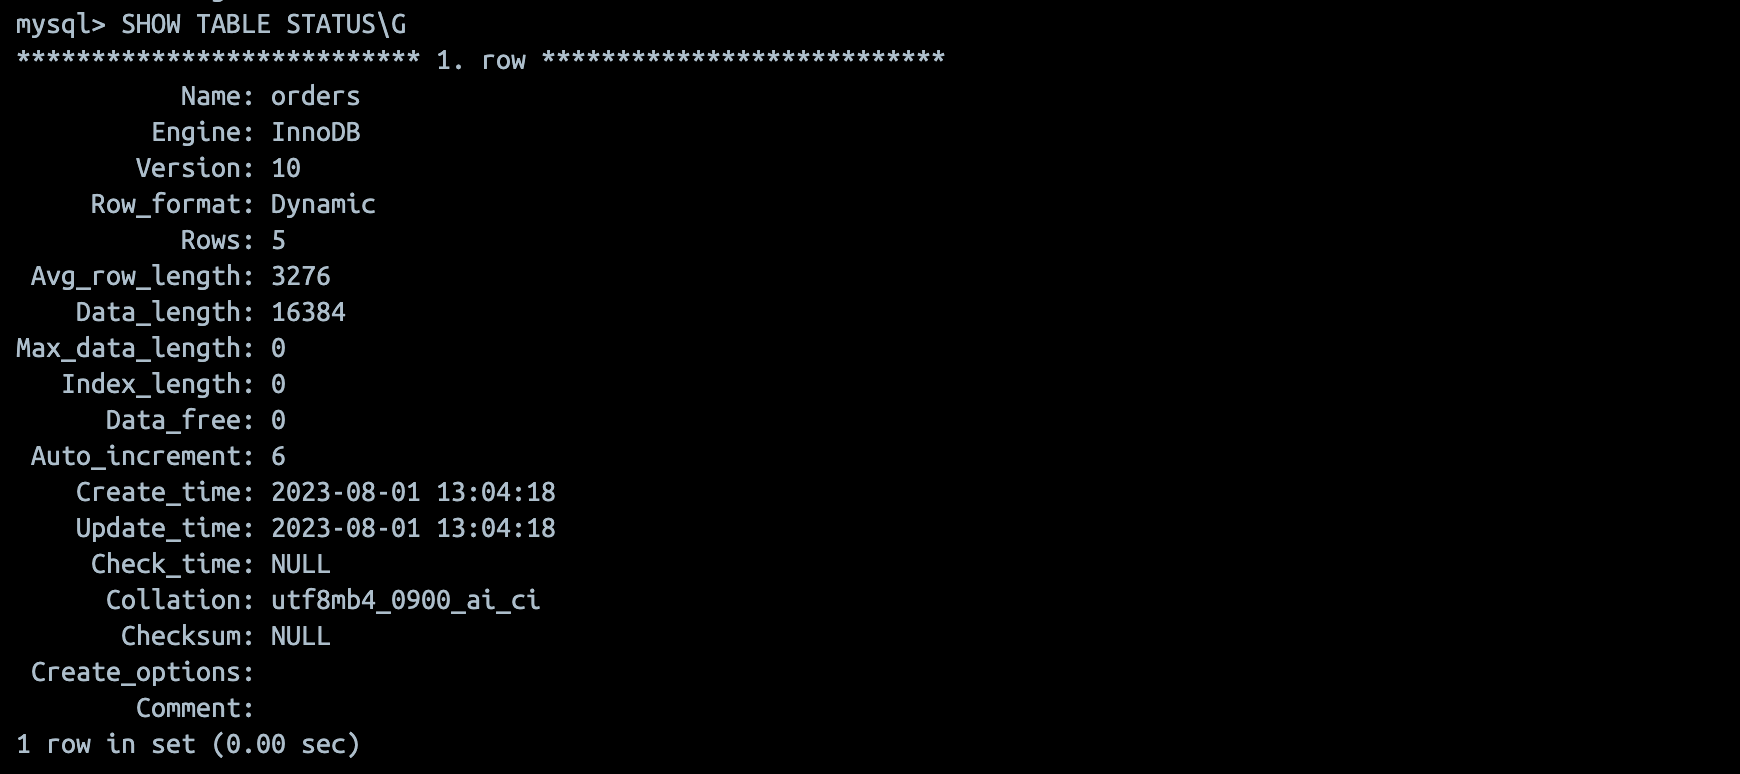 mysql> SHOW TABLE STATUS\G
*************************** 1. row ***************************
           Name: orders
         Engine: InnoDB
        Version: 10
     Row_format: Dynamic
           Rows: 5
 Avg_row_length: 3276
    Data_length: 16384
Max_data_length: 0
   Index_length: 0
      Data_free: 0
 Auto_increment: 6
    Create_time: 2023-08-01 13:04:18
    Update_time: 2023-08-01 13:04:18
     Check_time: NULL
      Collation: utf8mb4_0900_ai_ci
       Checksum: NULL
 Create_options:
        Comment:
1 row in set (0.00 sec)